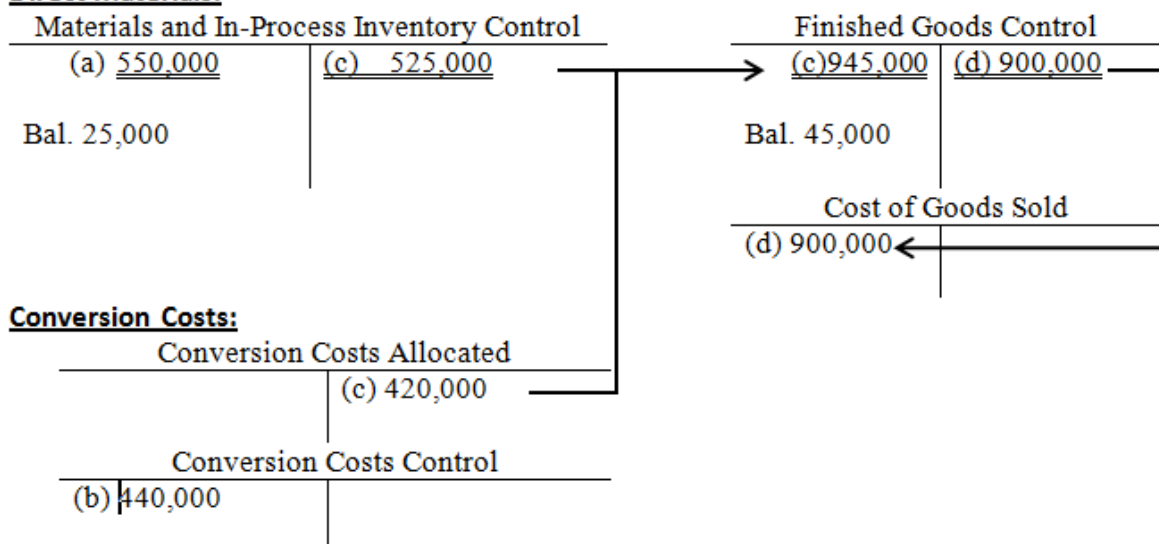 Materials and In-Process Inventory Control
(a) 550,000 (c) 525,000
Bal. 25,000
Finished Goods Control
(c)945,000 (d) 900,000
Bal. 45,000
Cost of Goods Sold
(d) 900,000
Conversion Costs:
Conversion Costs Allocated
(c) 420,000
Conversion Costs Control
(b) 440,000